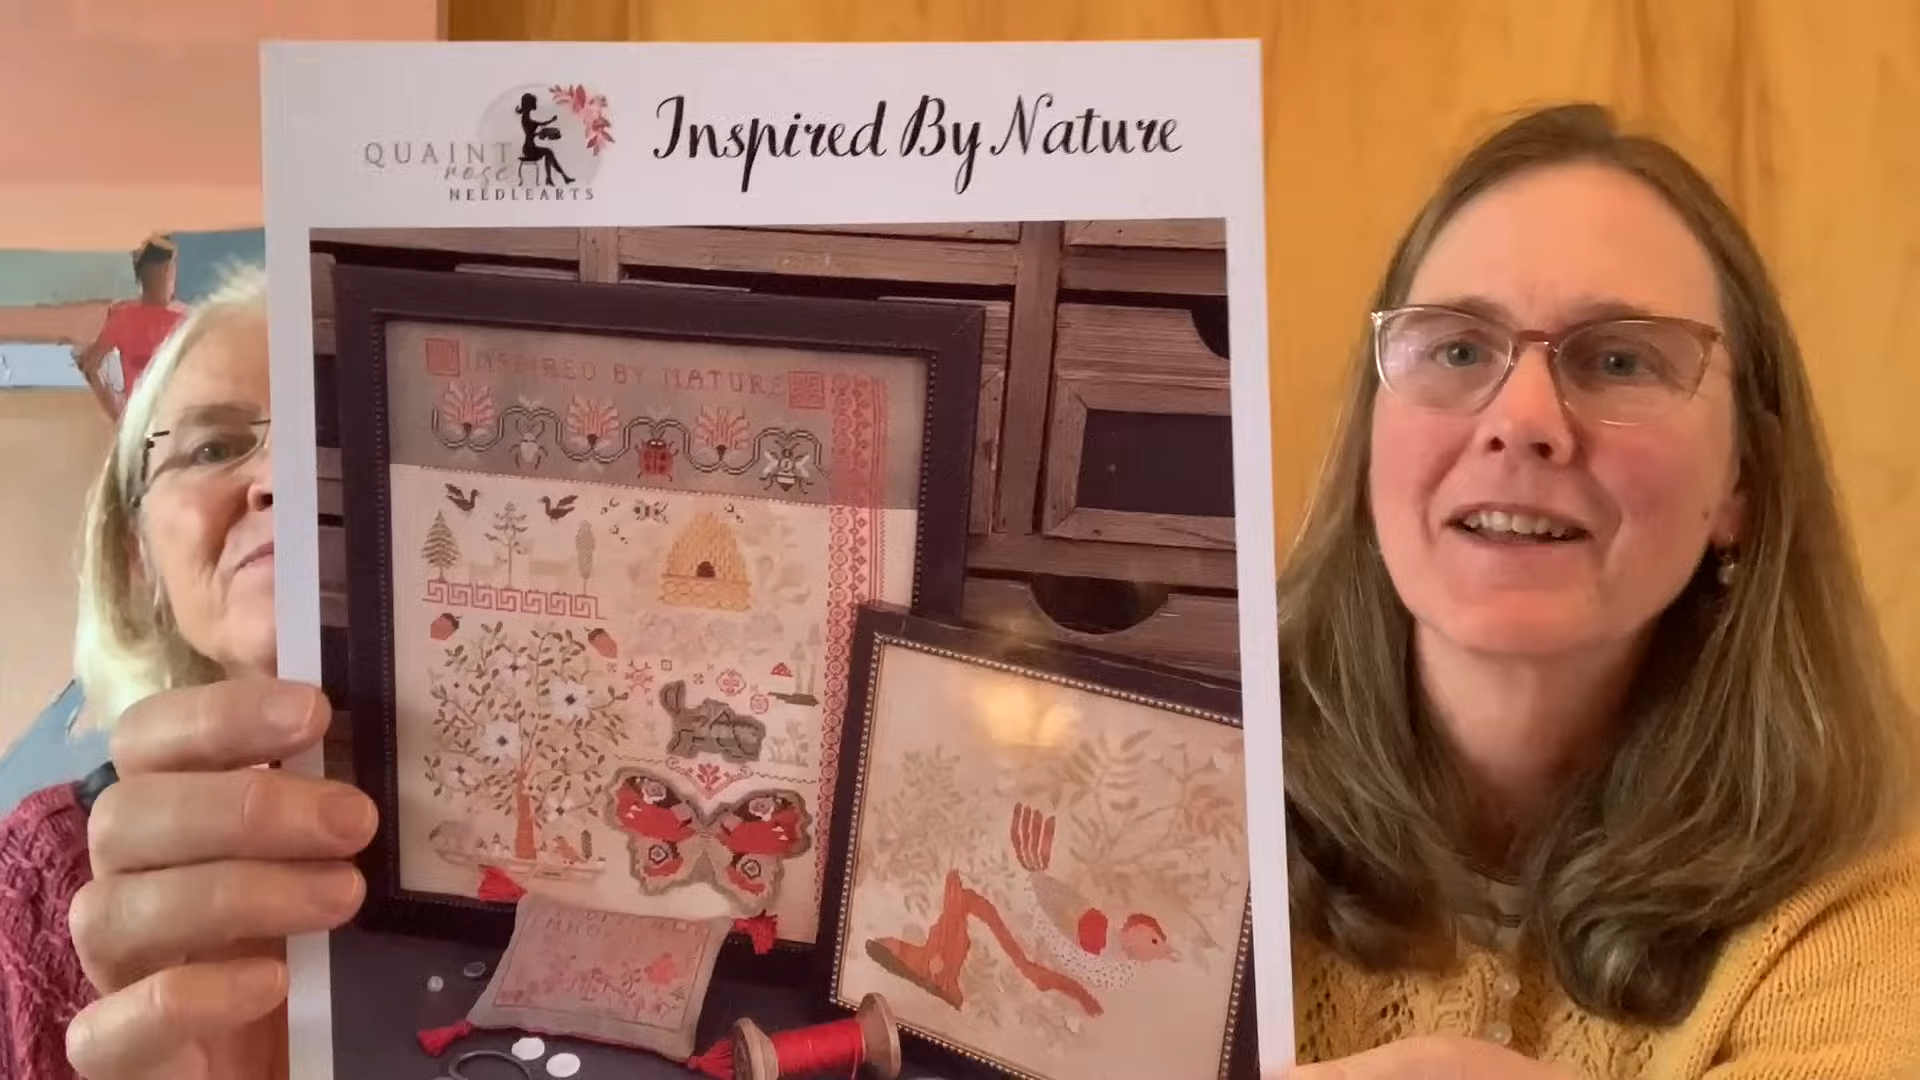 QUAINT
rose
NEEDLEARTS
Inspired By Nature
INSPIRED BY NATURE